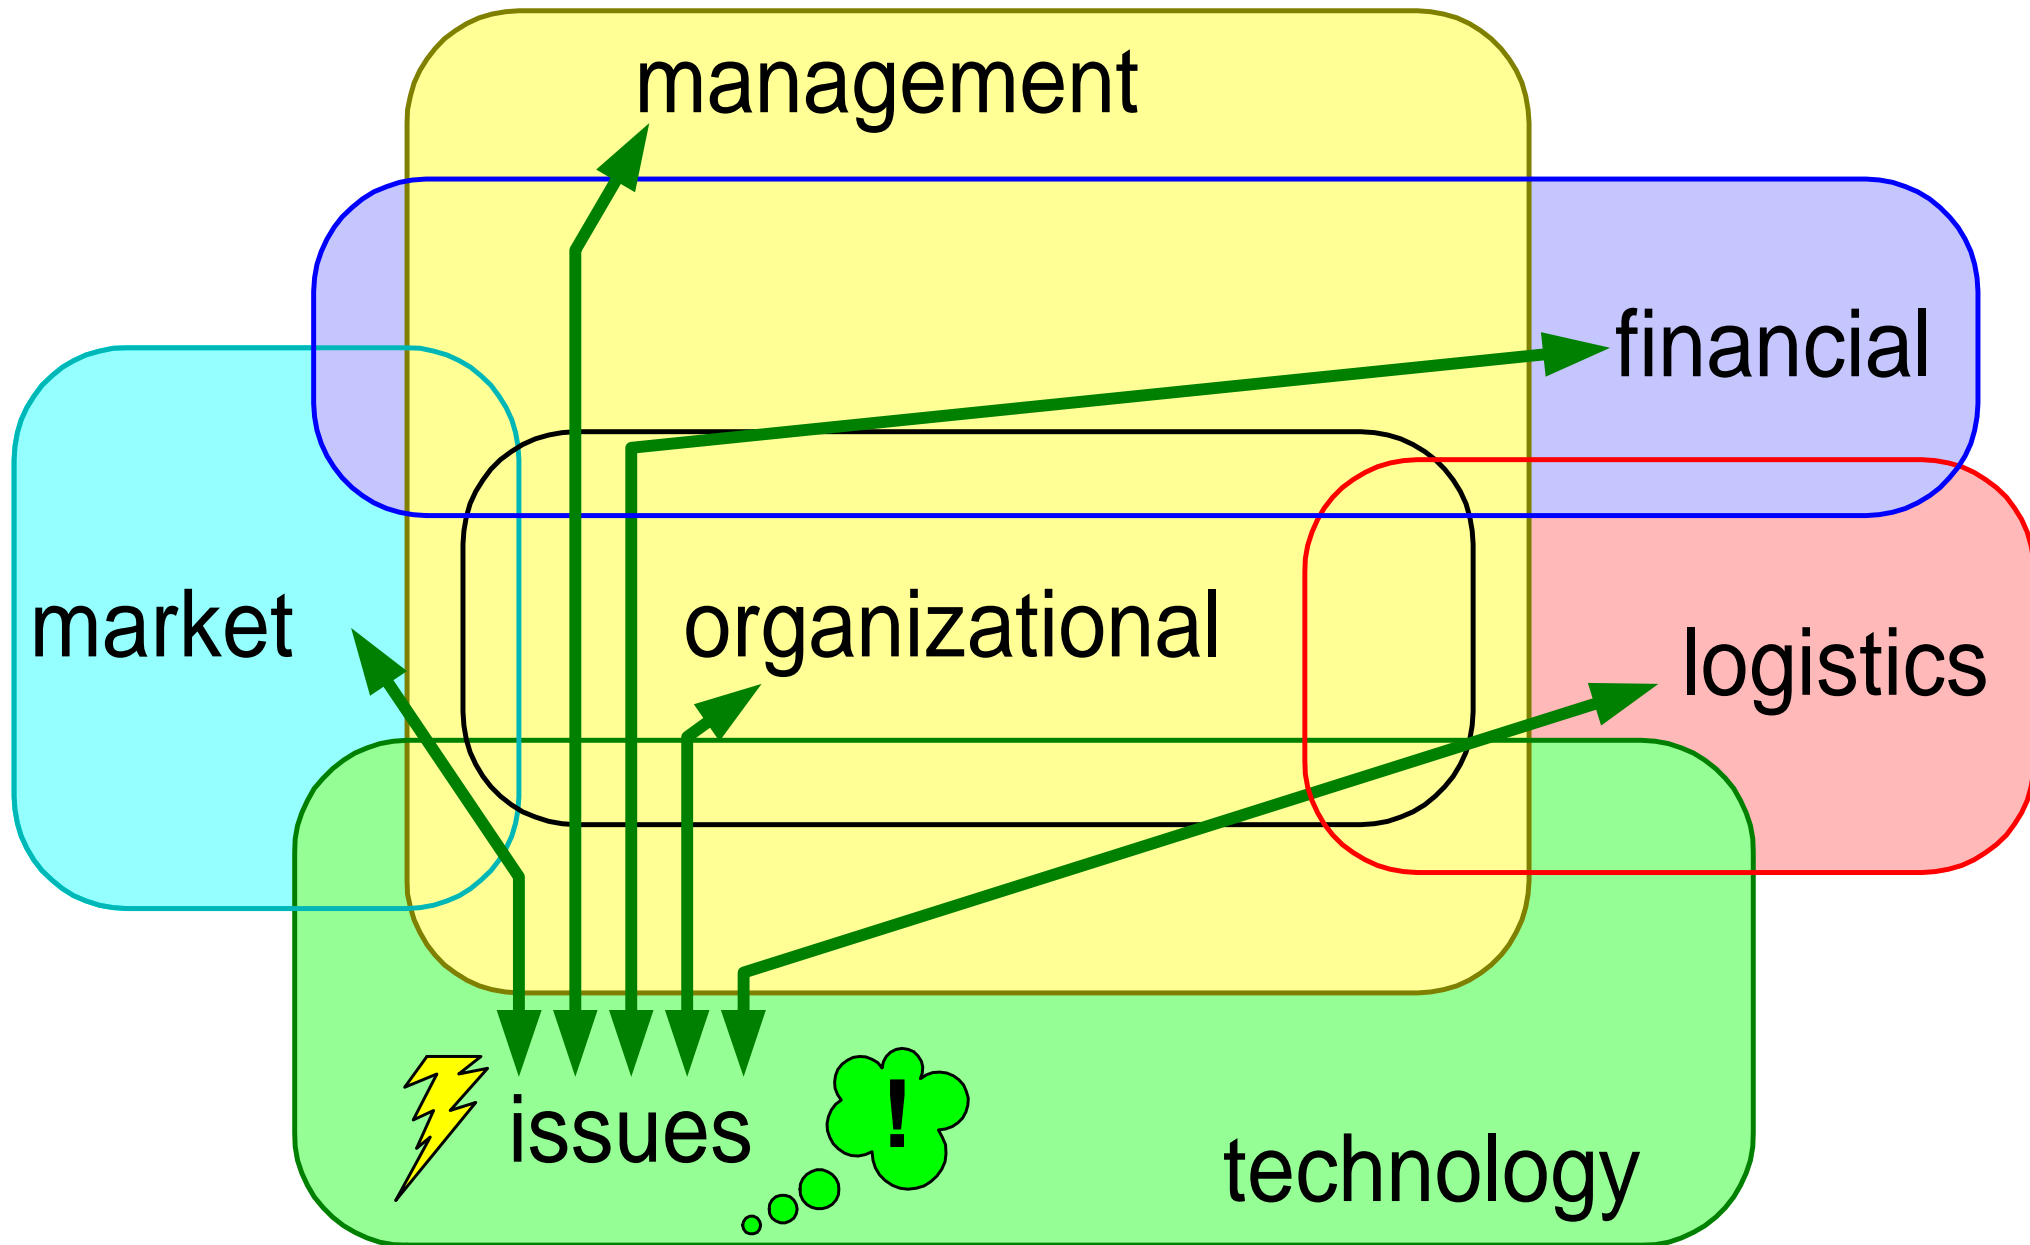 management
financial
market
organizational
logistics
issues
!
technology